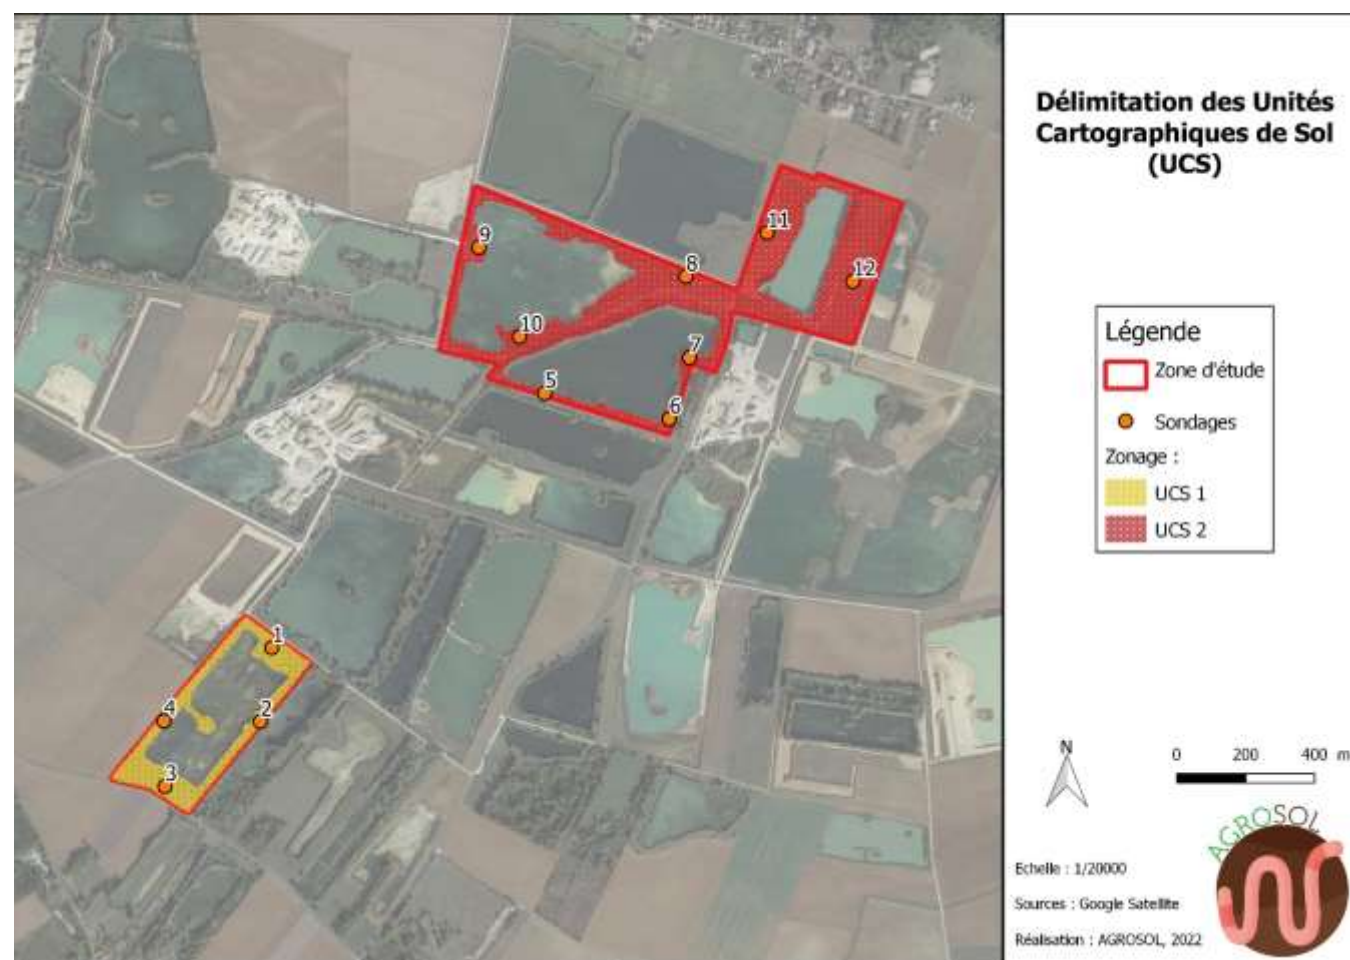 Délimitation des Unités
Cartographiques de Sol
(UCS)
9
8
11
12
10
7
5
6
1
4
2
3
Légende
Zone d'étude
Sondages
Zonage :
UCS 1
UCS 2
N
0 200 400 m
AGROSOL
Echelle : 1/20000
Sources : Google Satellite
Réalisation : AGROSOL, 2022